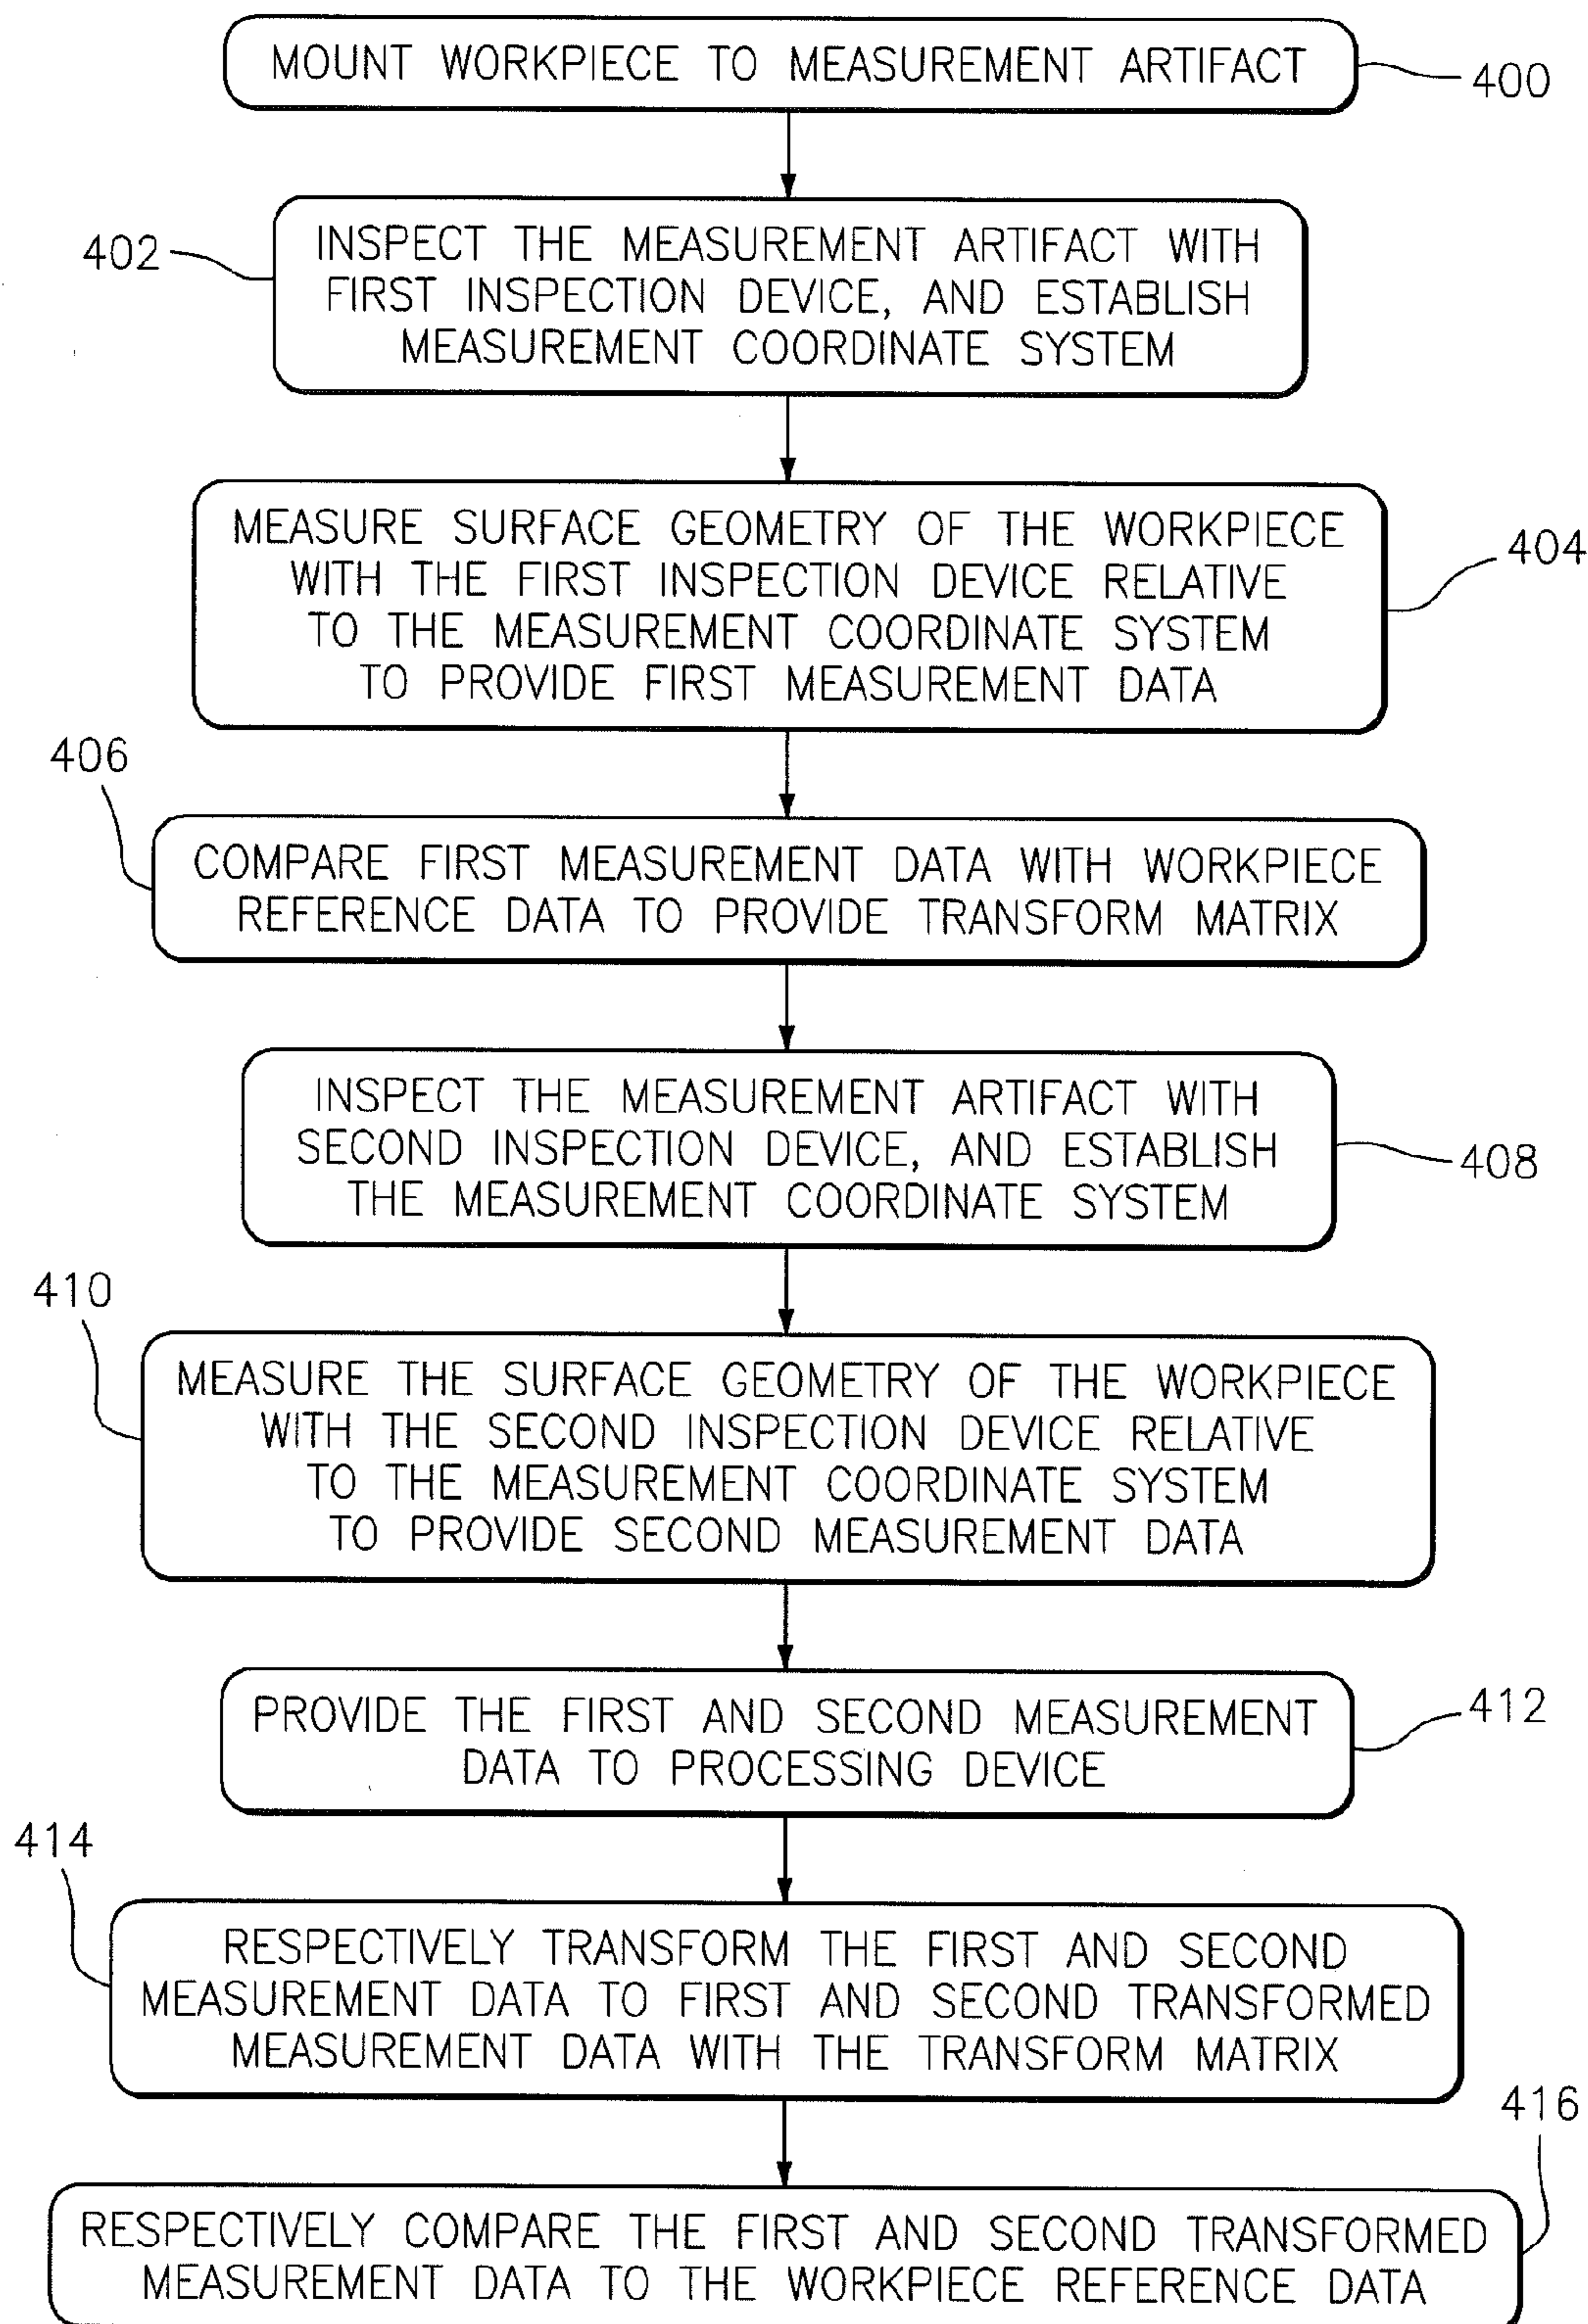 MOUNT WORKPIECE TO MEASUREMENT ARTIFACT
400
402
INSPECT THE MEASUREMENT ARTIFACT WITH
FIRST INSPECTION DEVICE, AND ESTABLISH
MEASUREMENT COORDINATE SYSTEM
MEASURE SURFACE GEOMETRY OF THE WORKPIECE
WITH THE FIRST INSPECTION DEVICE RELATIVE
TO THE MEASUREMENT COORDINATE SYSTEM
TO PROVIDE FIRST MEASUREMENT DATA
404
406
COMPARE FIRST MEASUREMENT DATA WITH WORKPIECE
REFERENCE DATA TO PROVIDE TRANSFORM MATRIX
INSPECT THE MEASUREMENT ARTIFACT WITH
SECOND INSPECTION DEVICE, AND ESTABLISH
THE MEASUREMENT COORDINATE SYSTEM
408
410
MEASURE THE SURFACE GEOMETRY OF THE WORKPIECE
WITH THE SECOND INSPECTION DEVICE RELATIVE
TO THE MEASUREMENT COORDINATE SYSTEM
TO PROVIDE SECOND MEASUREMENT DATA
PROVIDE THE FIRST AND SECOND MEASUREMENT
DATA TO PROCESSING DEVICE
412
414
RESPECTIVELY TRANSFORM THE FIRST AND SECOND
MEASUREMENT DATA TO FIRST AND SECOND TRANSFORMED
MEASUREMENT DATA WITH THE TRANSFORM MATRIX
416
RESPECTIVELY COMPARE THE FIRST AND SECOND TRANSFORMED
MEASUREMENT DATA TO THE WORKPIECE REFERENCE DATA